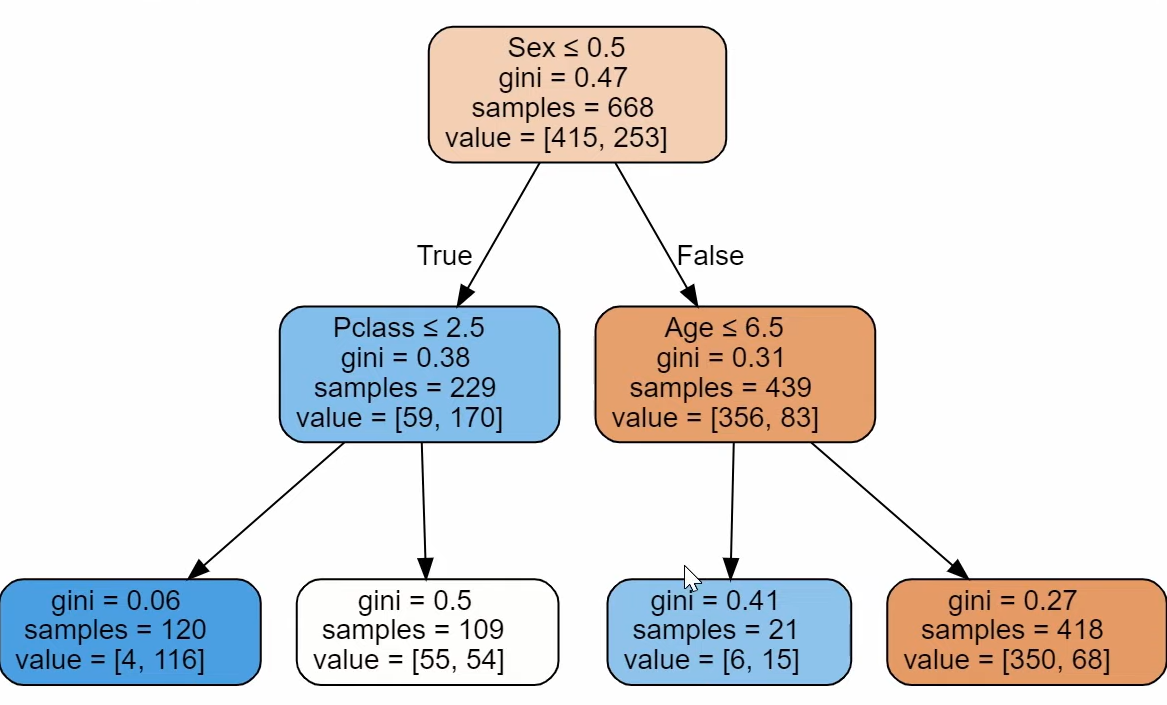 Sex ≤ 0.5
gini = 0.47
samples = 668
value = [415, 253]
True
False
Pclass ≤ 2.5
gini = 0.38
samples = 229
value = [59, 170]
Age ≤ 6.5
gini = 0.31
samples = 439
value = [356, 83]
gini = 0.06
samples = 120
value = [4, 116]
gini = 0.5
samples = 109
value = [55, 54]
gini = 0.41
samples = 21
value = [6, 15]
gini = 0.27
samples = 418
value = [350, 68]